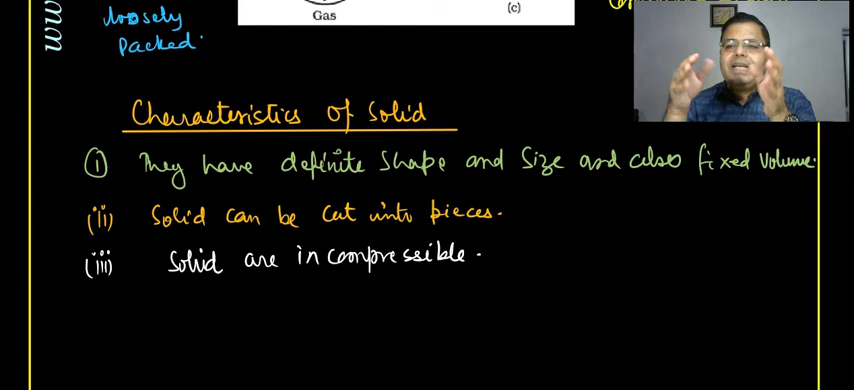 www
loosely
Packed.
Gas
(c)
Characteristics of Solid
(i) They have definite shape and size and also fixed volume.
(ii) Solid can be cut into pieces.
(iii) Solid are incompressible.